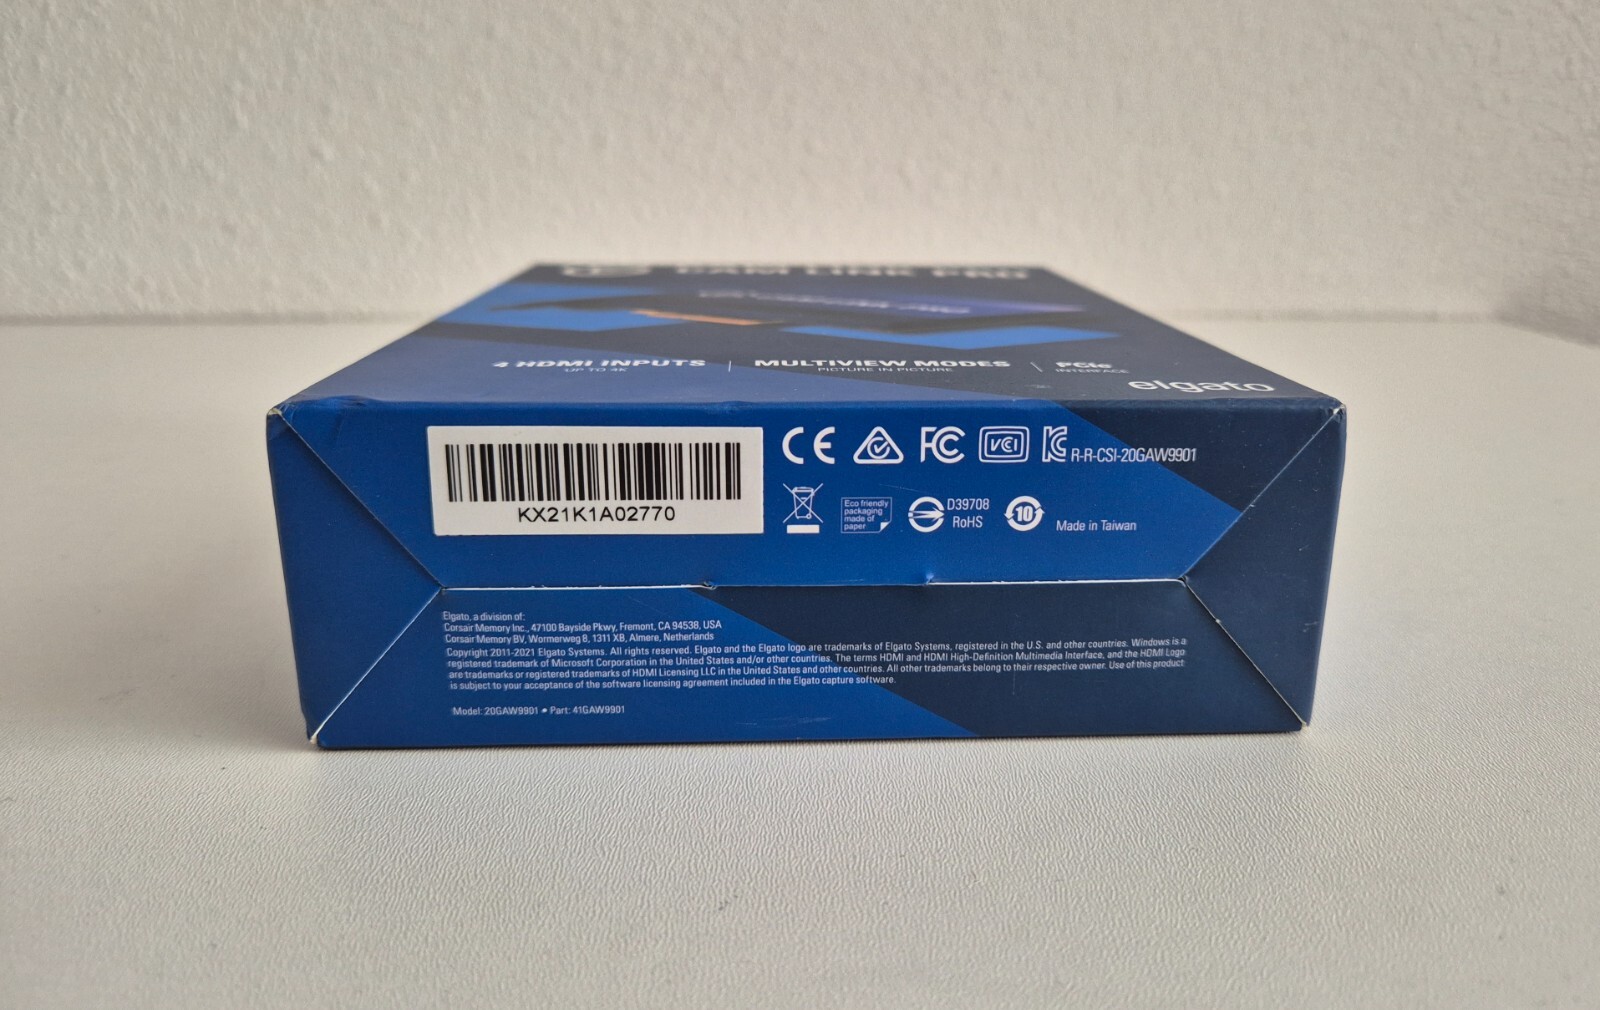 CAM LINK PRO
4 HDMI INPUTS
UP TO 4K
MULTIVIEW MODES
PICTURE IN PICTURE
PCIe
INTERFACE
elgato
KX21K1A02770
CE
FC
VCI
R-R-CSI-20GAW9901
Eco friendly
packaging
made of
paper
D39708
RoHS
10
Made in Taiwan
Elgato, a division of:
Corsair Memory Inc., 47100 Bayside Pkwy, Fremont, CA 94538, USA
Corsair Memory BV, Wormerweg 8, 1311 XB, Almere, Netherlands
Copyright 2011-2021 Elgato Systems. All rights reserved. Elgato and the Elgato logo are trademarks of Elgato Systems, registered in the U.S. and other countries. Windows is a
registered trademark of Microsoft Corporation in the United States and/or other countries. The terms HDMI and HDMI High-Definition Multimedia Interface, and the HDMI Logo
are trademarks or registered trademarks of HDMI Licensing LLC in the United States and other countries. All other trademarks belong to their respective owner. Use of this product
is subject to your acceptance of the software licensing agreement included in the Elgato capture software.
Model: 20GAW9901 • Part: 41GAW9901